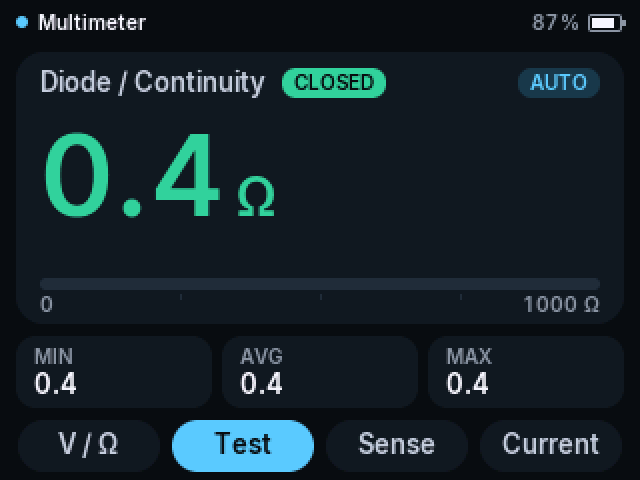 Multimeter 87%
Diode / Continuity CLOSED AUTO
0.4 Ω
0 1000 Ω
MIN AVG MAX
0.4 0.4 0.4
V / Ω Test Sense Current